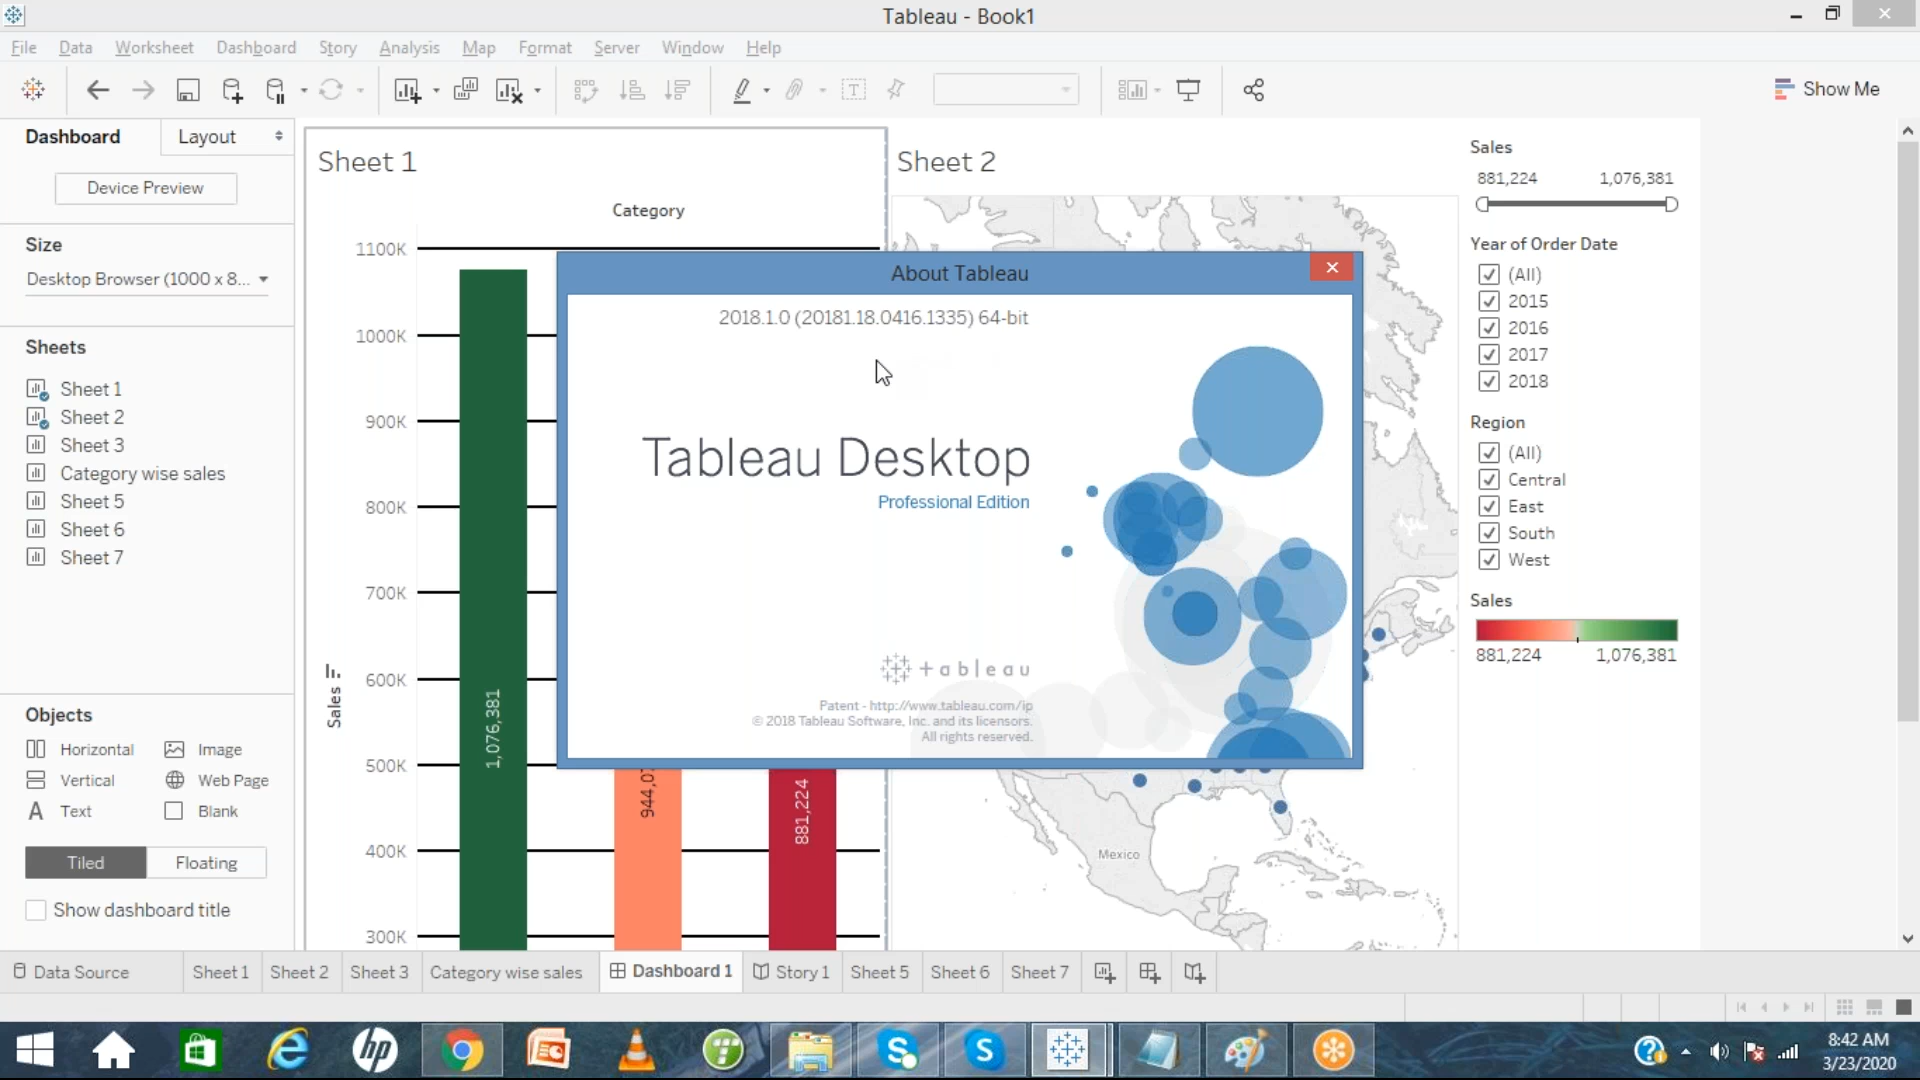 Tableau - Book1
File Data Worksheet Dashboard Story Analysis Map Format Server Window Help
Show Me
Dashboard
Layout
Device Preview
Size
Desktop Browser (1000 x 8...
Sheets
Sheet 1
Sheet 2
Sheet 3
Category wise sales
Sheet 5
Sheet 6
Sheet 7
Objects
Horizontal Image
Vertical Web Page
A Text Blank
Tiled Floating
Show dashboard title
Sheet 1
Category
1100K
1000K
900K
800K
700K
600K
500K
400K
300K
Sales
1,076,381
944,07
881,224
Sheet 2
Mexico
About Tableau
2018.1.0 (20181.18.0416.1335) 64-bit
Tableau Desktop
Professional Edition
+ a b l e a u
Patent - http://www.tableau.com/ip
© 2018 Tableau Software, Inc. and its licensors.
All rights reserved.
Sales
881,224 1,076,381
Year of Order Date
(All)
2015
2016
2017
2018
Region
(All)
Central
East
South
West
Sales
881,224 1,076,381
Data Source Sheet 1 Sheet 2 Sheet 3 Category wise sales Dashboard 1 Story 1 Sheet 5 Sheet 6 Sheet 7
8:42 AM
3/23/2020